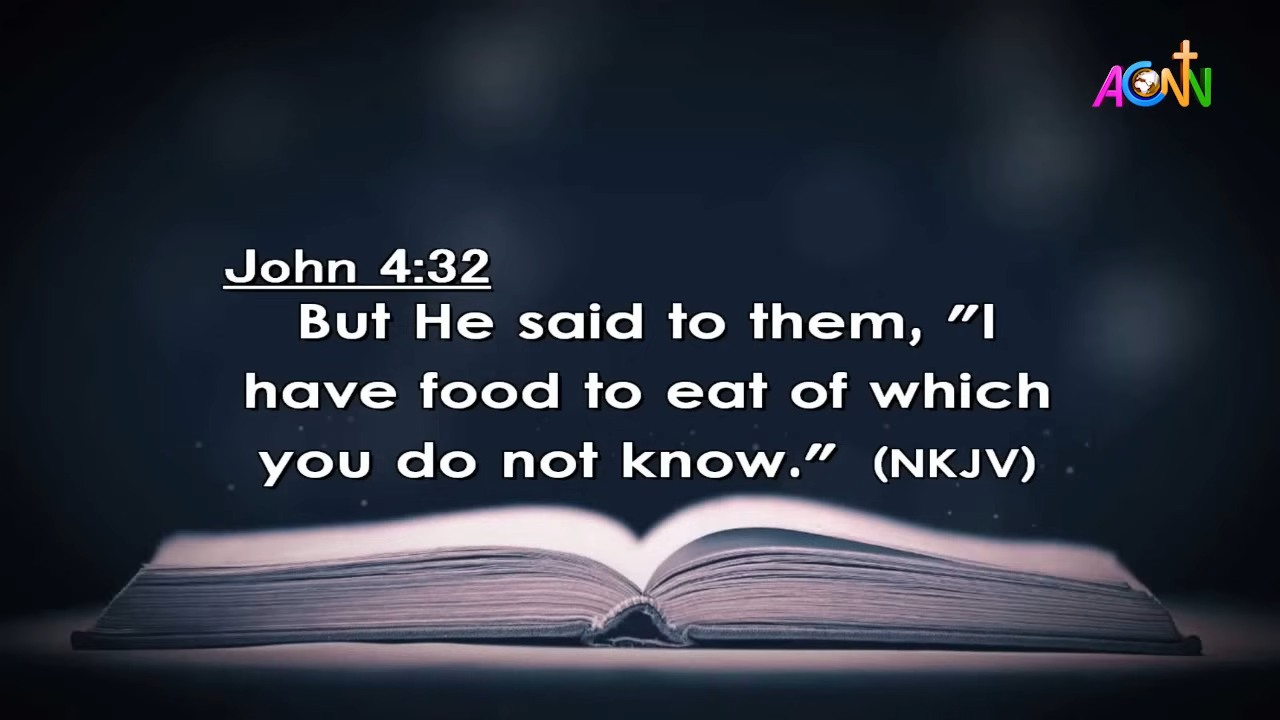 ACNN
John 4:32
But He said to them, "I
have food to eat of which
you do not know." (NKJV)